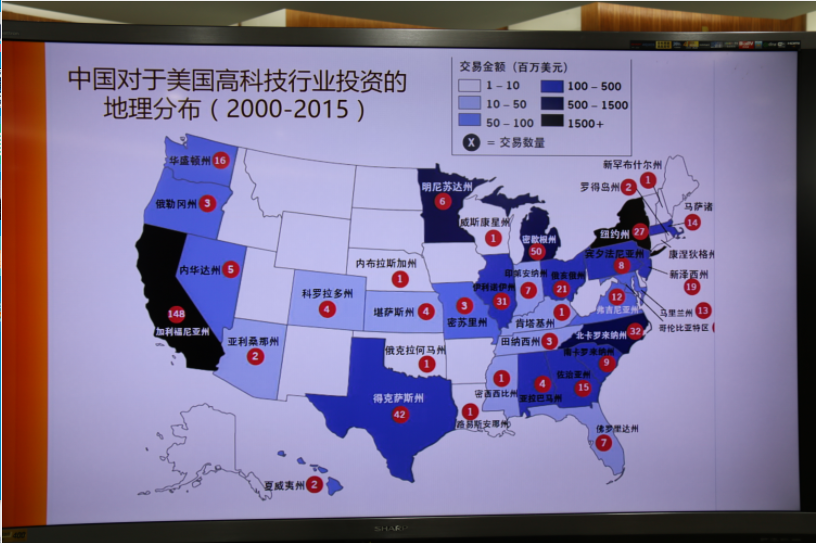 中国对于美国高科技行业投资的
地理分布（2000-2015）
交易金额（百万美元）
1 – 10
100 – 500
10 – 50
500 – 1500
50 – 100
1500+
X = 交易数量
华盛顿州 16
俄勒冈州 3
148
加利福尼亚州
内华达州 5
亚利桑那州
2
科罗拉多州
4
内布拉斯加州
1
堪萨斯州 4
俄克拉何马州
1
得克萨斯州
42
明尼苏达州
6
威斯康星州
1
密歇根州
50
伊利诺伊州
31
印第安纳州
7
俄亥俄州
21
3
密苏里州
肯塔基州 1
田纳西州 3
1
密西西比州
1
路易斯安那州
4
亚拉巴马州
佐治亚州
15
南卡罗来纳州
9
北卡罗来纳州 32
佛罗里达州
7
12
弗吉尼亚州
宾夕法尼亚州
8
纽约州 27
新罕布什尔州
1
罗得岛州 2
马萨诸
14
康涅狄格州
新泽西州
19
马里兰州 13
哥伦比亚特区
夏威夷州 2
SHARP